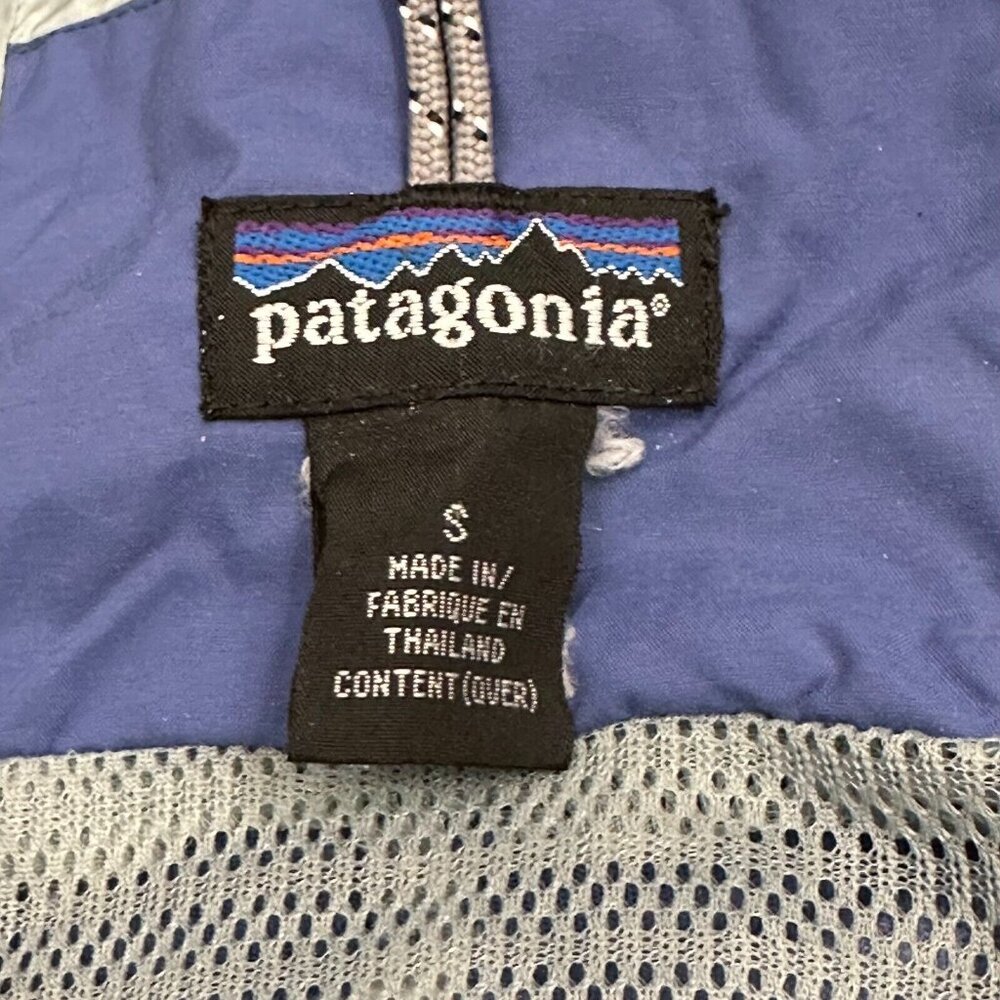 patagonia®
S
MADE IN/
FABRIQUE EN
THAILAND
CONTENT(OVER)